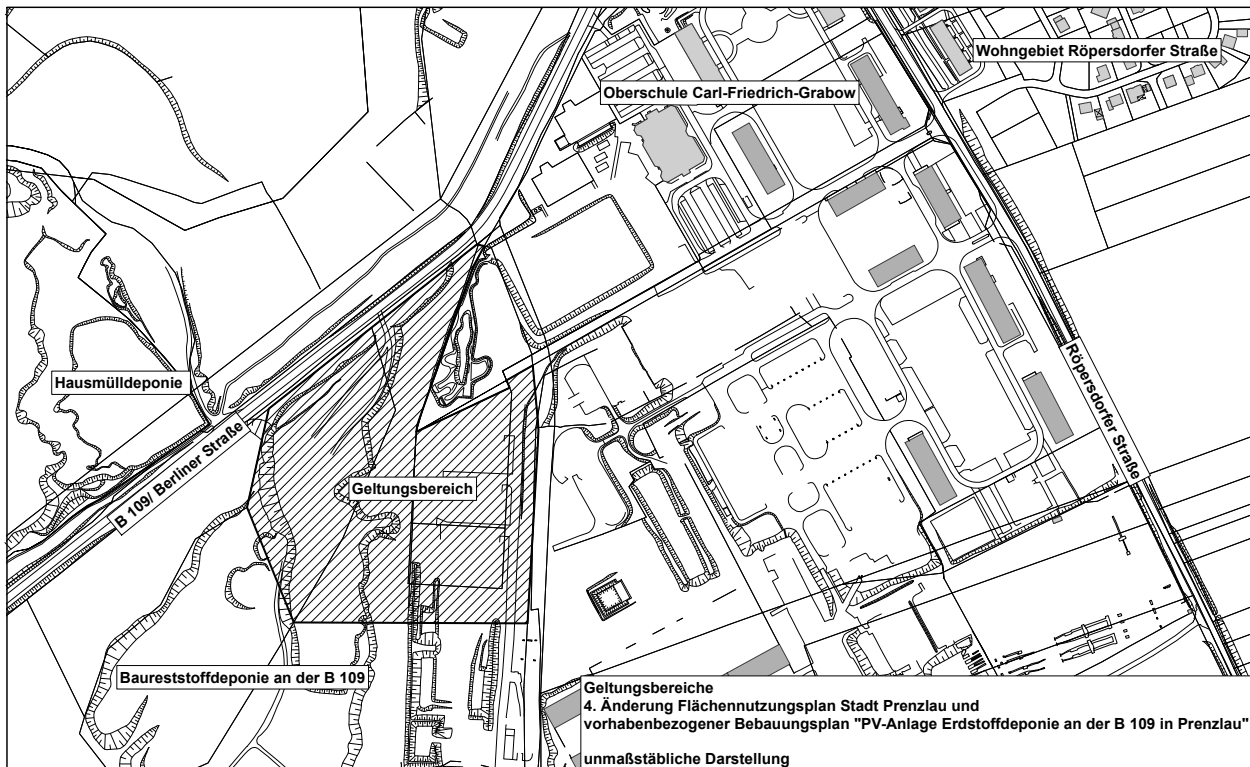 Wohngebiet Röpersdorfer Straße
Oberschule Carl-Friedrich-Grabow
Hausmülldeponie
B 109/ Berliner Straße
Röpersdorfer Straße
Geltungsbereich
Baureststoffdeponie an der B 109
Geltungsbereiche
4. Änderung Flächennutzungsplan Stadt Prenzlau und
vorhabenbezogener Bebauungsplan "PV-Anlage Erdstoffdeponie an der B 109 in Prenzlau"
unmaßstäbliche Darstellung